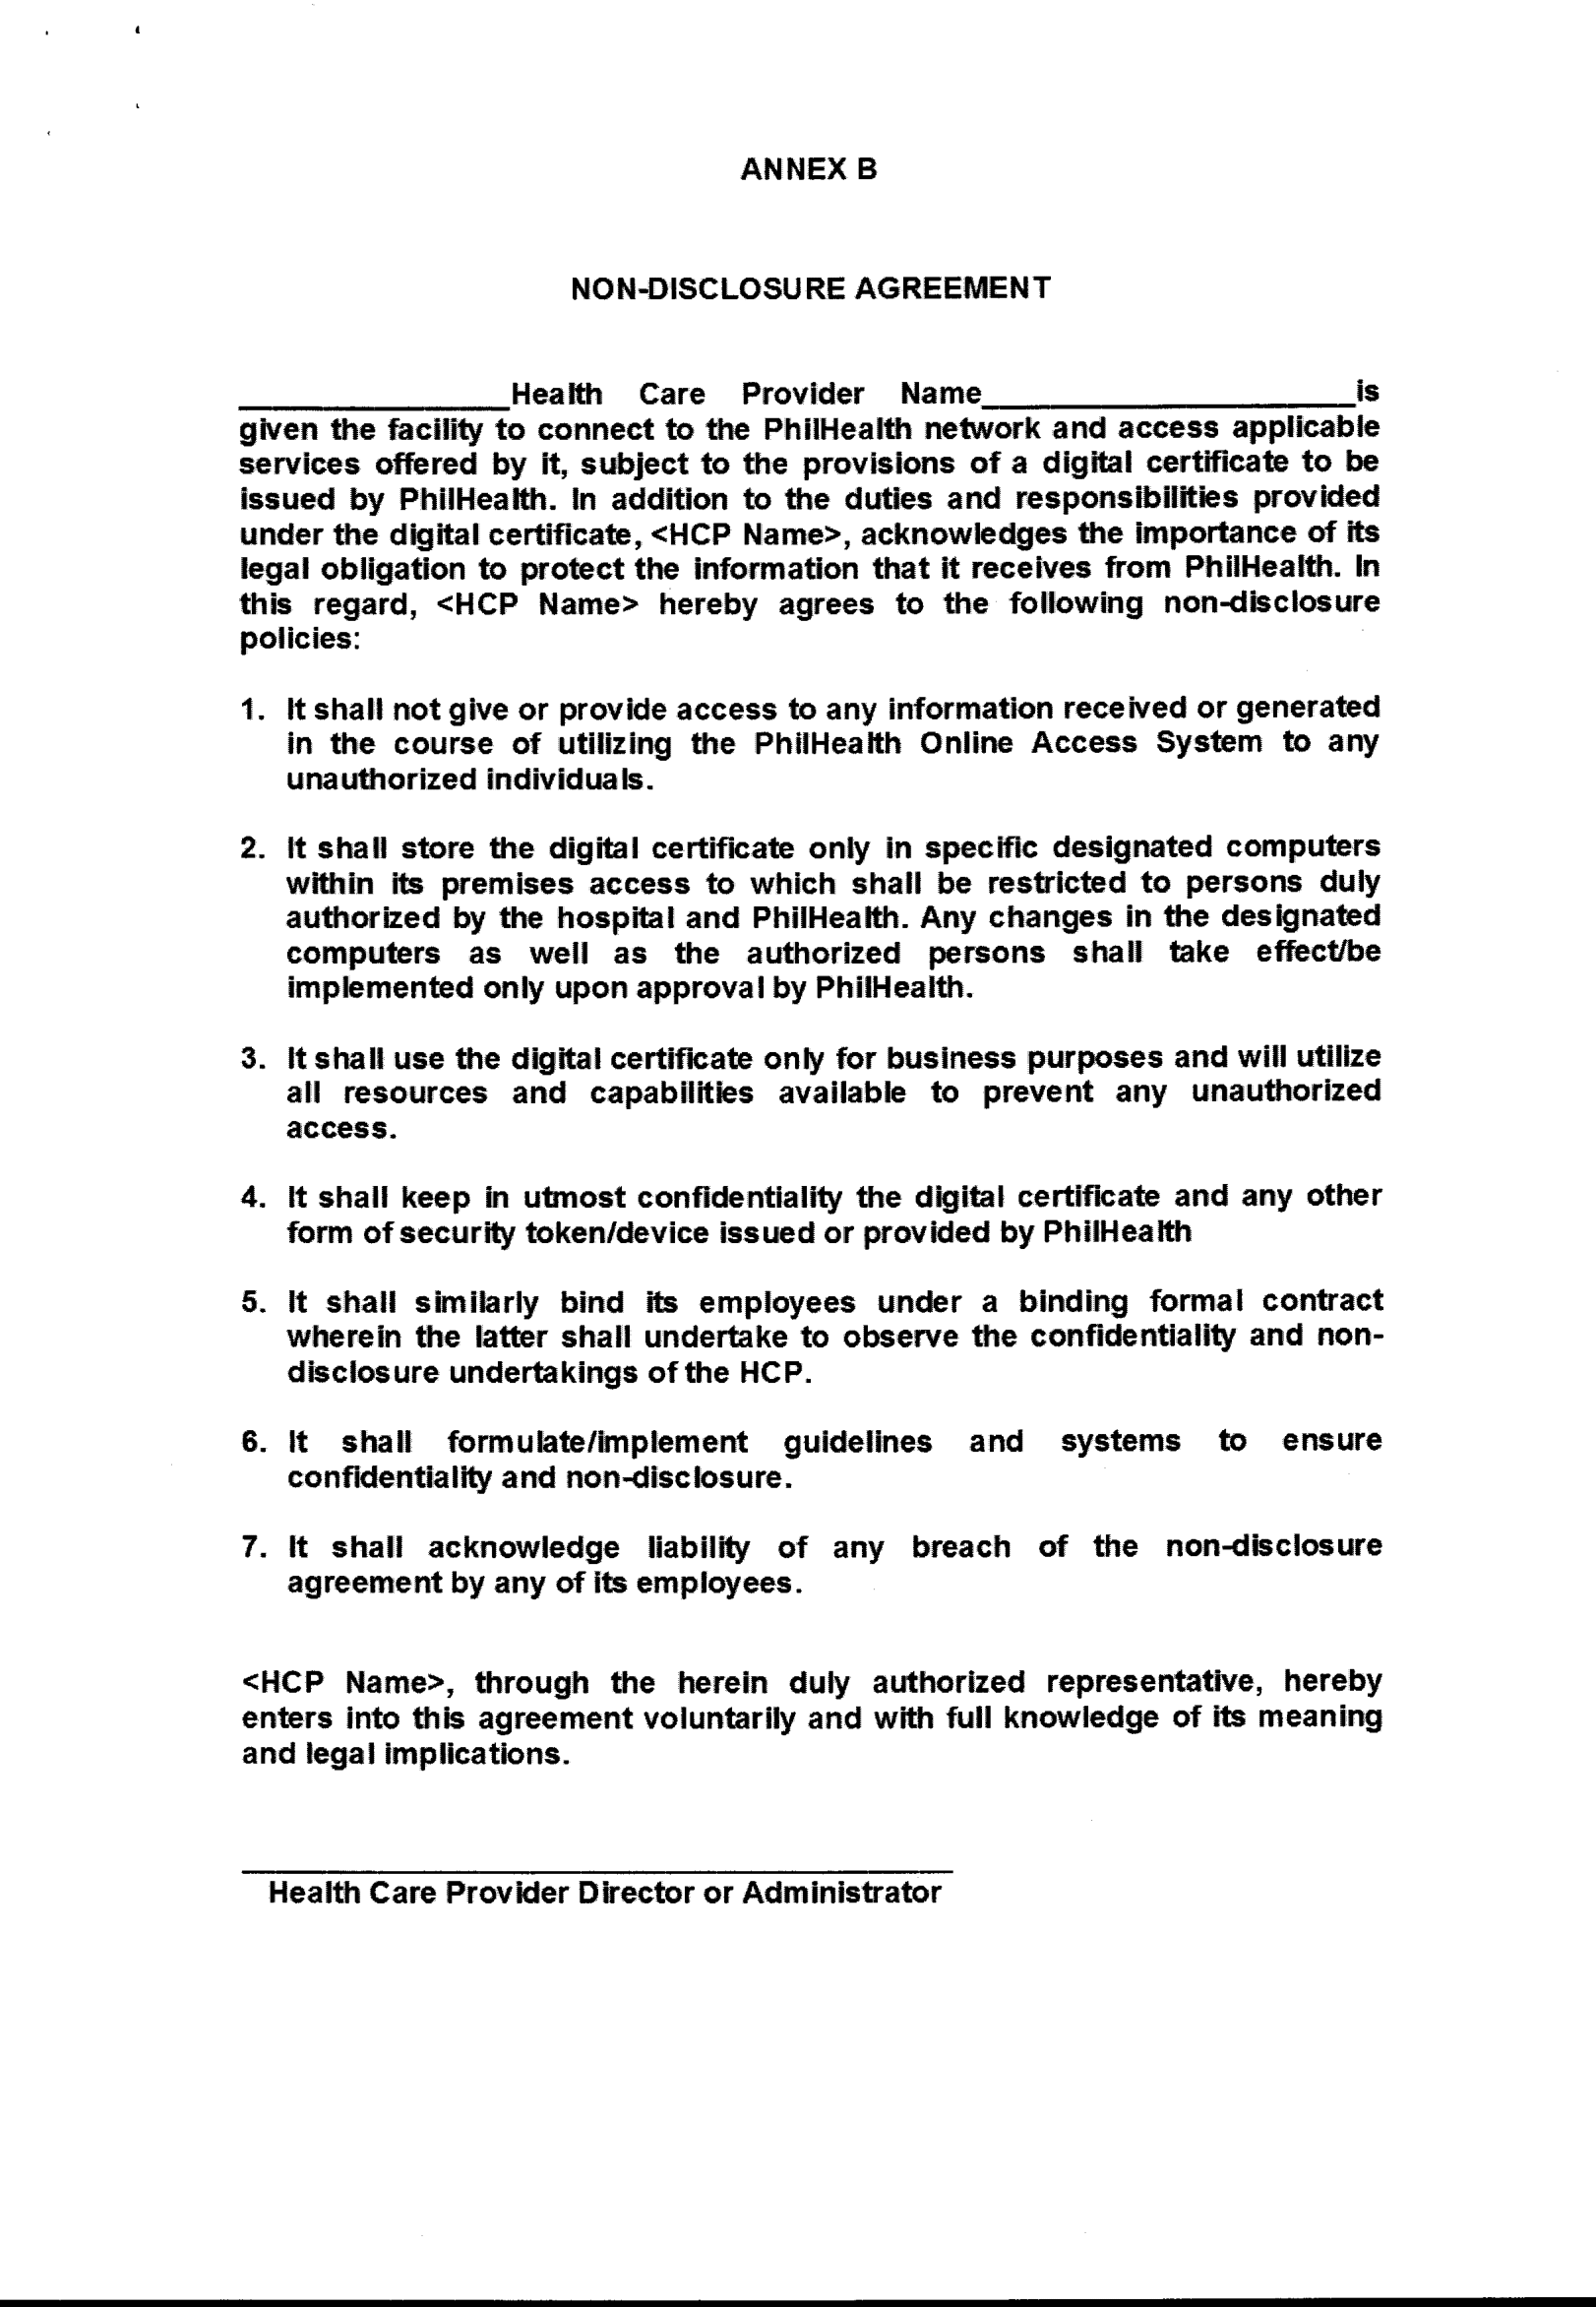 ANNEX B
NON-DISCLOSURE AGREEMENT
________________Health Care Provider Name______________________is
given the facility to connect to the PhilHealth network and access applicable
services offered by it, subject to the provisions of a digital certificate to be
issued by PhilHealth. In addition to the duties and responsibilities provided
under the digital certificate, <HCP Name>, acknowledges the importance of its
legal obligation to protect the information that it receives from PhilHealth. In
this regard, <HCP Name> hereby agrees to the following non-disclosure
policies:
1. It shall not give or provide access to any information received or generated
in the course of utilizing the PhilHealth Online Access System to any
unauthorized individuals.
2. It shall store the digital certificate only in specific designated computers
within its premises access to which shall be restricted to persons duly
authorized by the hospital and PhilHealth. Any changes in the designated
computers as well as the authorized persons shall take effect/be
implemented only upon approval by PhilHealth.
3. It shall use the digital certificate only for business purposes and will utilize
all resources and capabilities available to prevent any unauthorized
access.
4. It shall keep in utmost confidentiality the digital certificate and any other
form of security token/device issued or provided by PhilHealth
5. It shall similarly bind its employees under a binding formal contract
wherein the latter shall undertake to observe the confidentiality and non-
disclosure undertakings of the HCP.
6. It shall formulate/implement guidelines and systems to ensure
confidentiality and non-disclosure.
7. It shall acknowledge liability of any breach of the non-disclosure
agreement by any of its employees.
<HCP Name>, through the herein duly authorized representative, hereby
enters into this agreement voluntarily and with full knowledge of its meaning
and legal implications.
Health Care Provider Director or Administrator